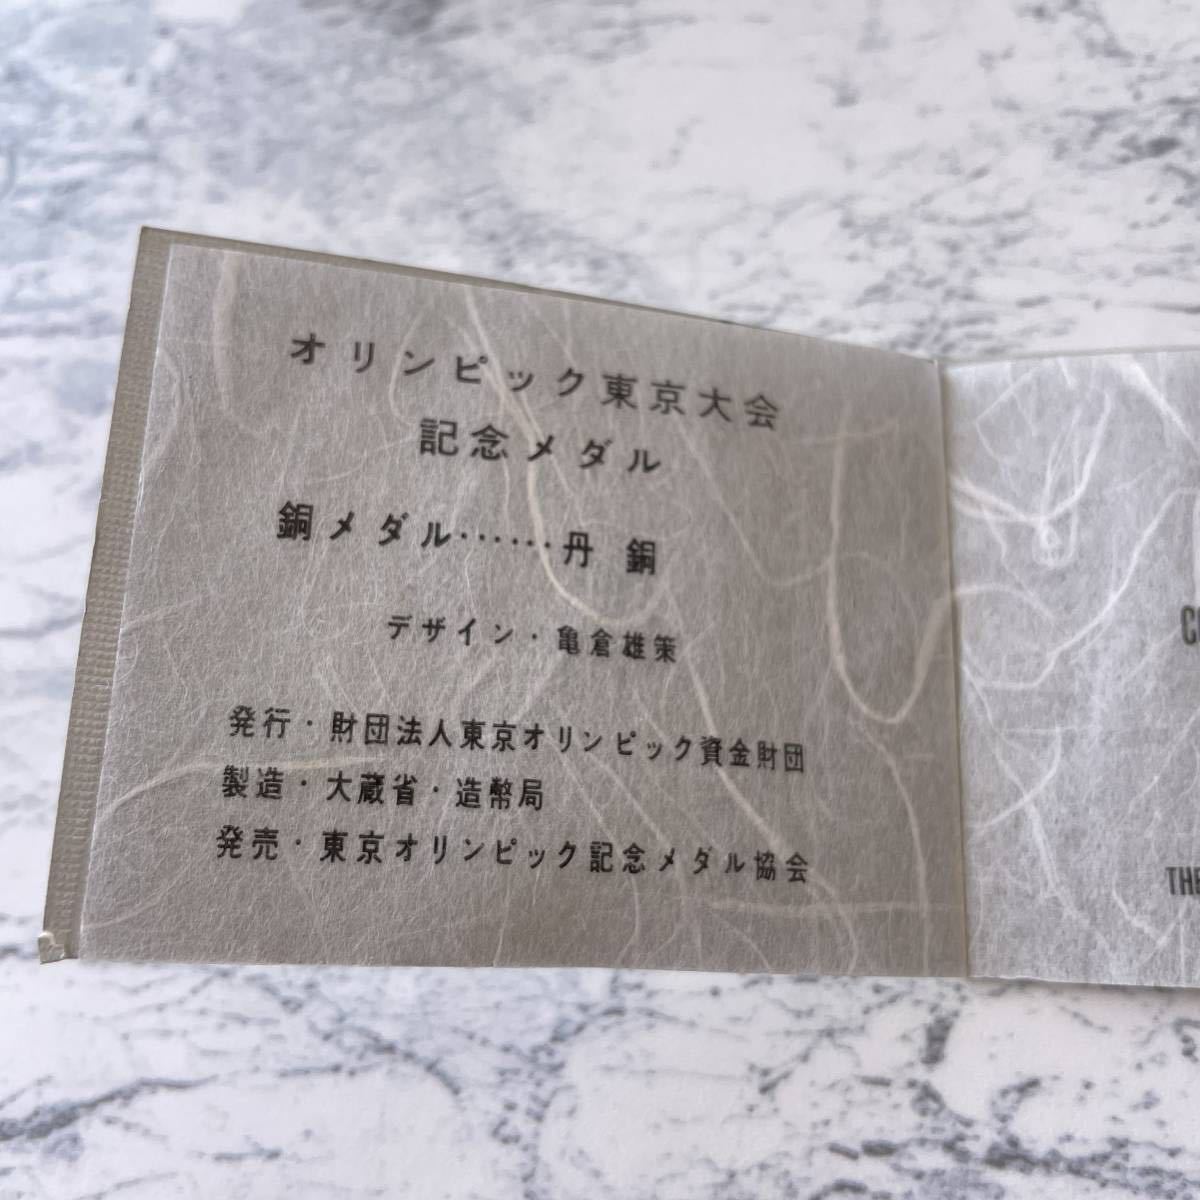 オリンピック東京大会
記念メダル
銅メダル······丹 銅
デザイン・亀倉雄策
発行・財団法人東京オリンピック資金財団
製造・大蔵省・造幣局
発売・東京オリンピック記念メダル協会
THE